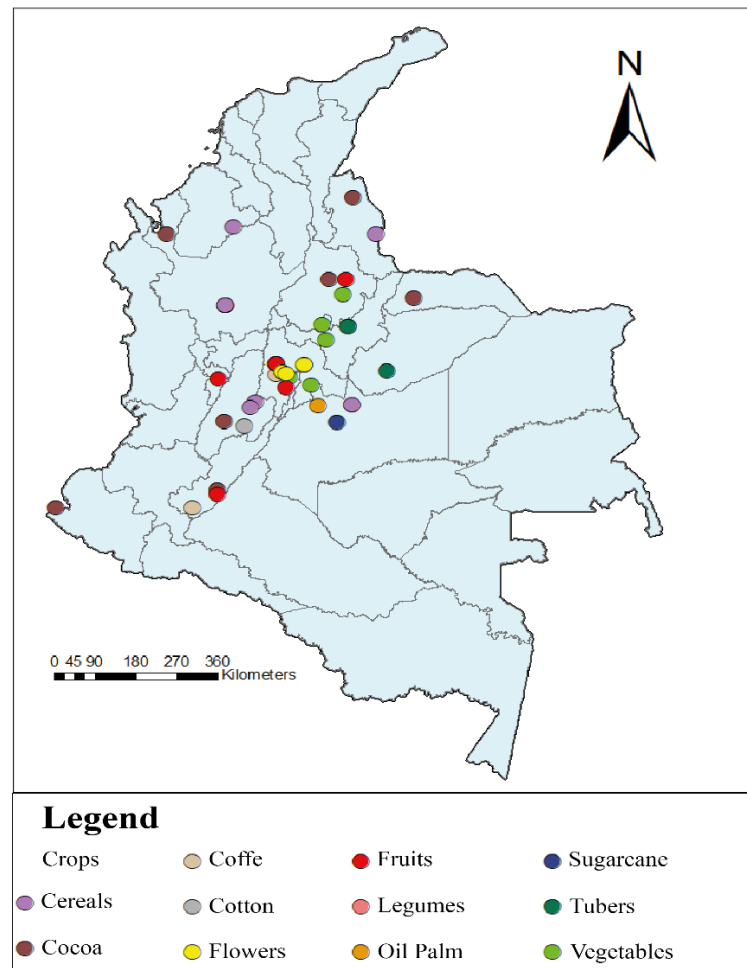 N
0 45 90 180 270 360
Kilometers
Legend
Crops Coffe Fruits Sugarcane
Cereals Cotton Legumes Tubers
Cocoa Flowers Oil Palm Vegetables